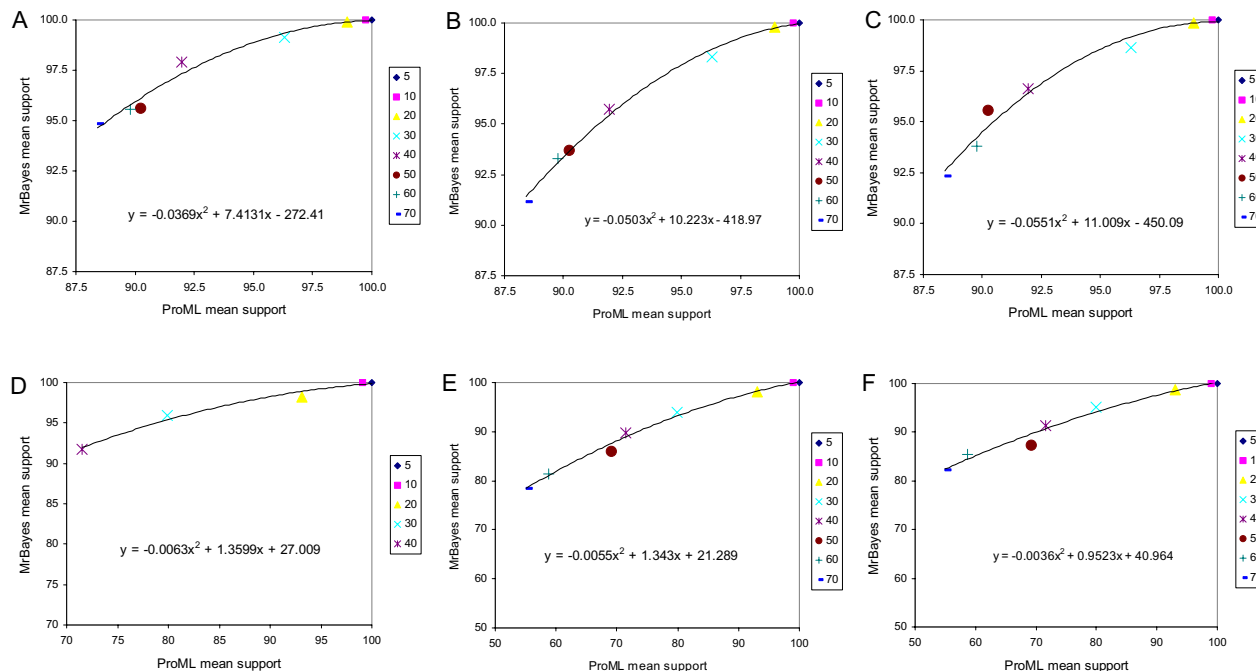 A
100.0
97.5
95.0
92.5
90.0
87.5
87.5 90.0 92.5 95.0 97.5 100.0
MrBayes mean support
ProML mean support
y = -0.0369x² + 7.4131x - 272.41
5
10
20
30
40
50
60
70
B
100.0
97.5
95.0
92.5
90.0
87.5
87.5 90.0 92.5 95.0 97.5 100.0
MrBayes mean support
ProML mean support
y = -0.0503x² + 10.223x - 418.97
5
10
20
30
40
50
60
70
C
100.0
97.5
95.0
92.5
90.0
87.5
87.5 90.0 92.5 95.0 97.5 100.0
MrBayes mean support
ProML mean support
y = -0.0551x² + 11.009x - 450.09
5
D
100
95
90
85
80
75
70
70 75 80 85 90 95 100
MrBayes mean support
ProML mean support
y = -0.0063x² + 1.3599x + 27.009
5
10
20
30
40
E
100
90
80
70
60
50
50 60 70 80 90 100
MrBayes mean support
ProML mean support
y = -0.0055x² + 1.343x + 21.289
5
10
20
30
40
50
60
70
F
100
90
80
70
60
50
50 60 70 80 90 100
MrBayes mean support
ProML mean support
y = -0.0036x² + 0.9523x + 40.964
5